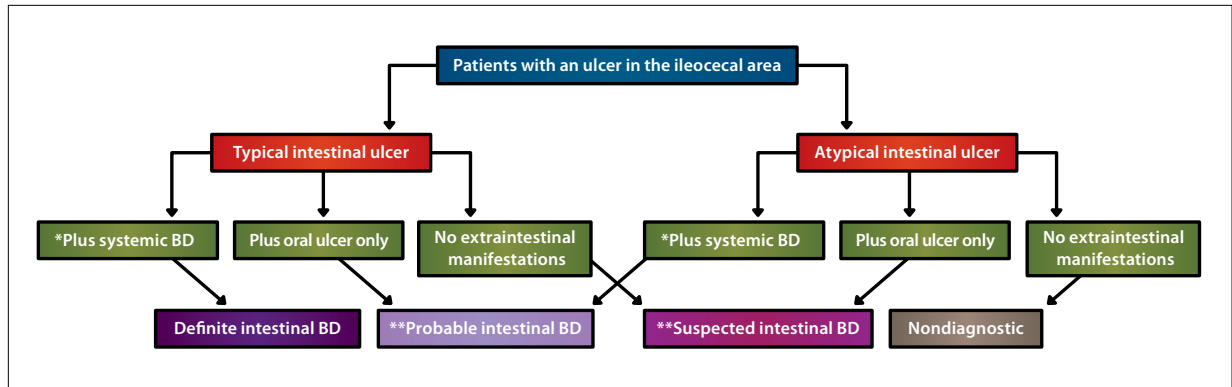 Patients with an ulcer in the ileocecal area
Typical intestinal ulcer
Atypical intestinal ulcer
*Plus systemic BD
Plus oral ulcer only
No extraintestinal
manifestations
*Plus systemic BD
Plus oral ulcer only
No extraintestinal
manifestations
Definite intestinal BD
**Probable intestinal BD
**Suspected intestinal BD
Nondiagnostic